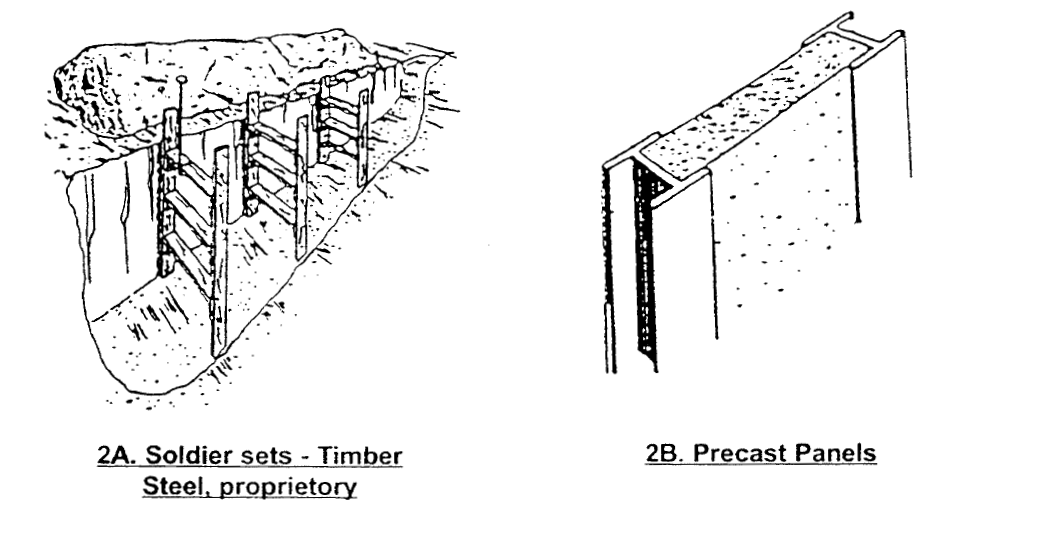 2A. Soldier sets - Timber
Steel, proprietory
2B. Precast Panels